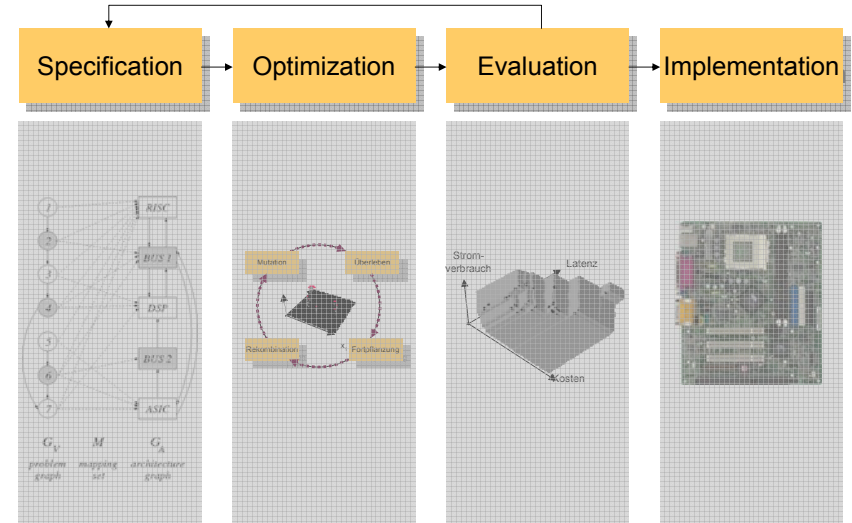 Specification
Optimization
Evaluation
Implementation
1
2
3
4
5
6
7
RISC
BUS 1
DSP
BUS 2
ASIC
G_V
M
G_A
problem
graph
mapping
set
architecture
graph
Mutation
Überleben
Rekombination
Fortpflanzung
x
Strom-
verbrauch
Latenz
Kosten